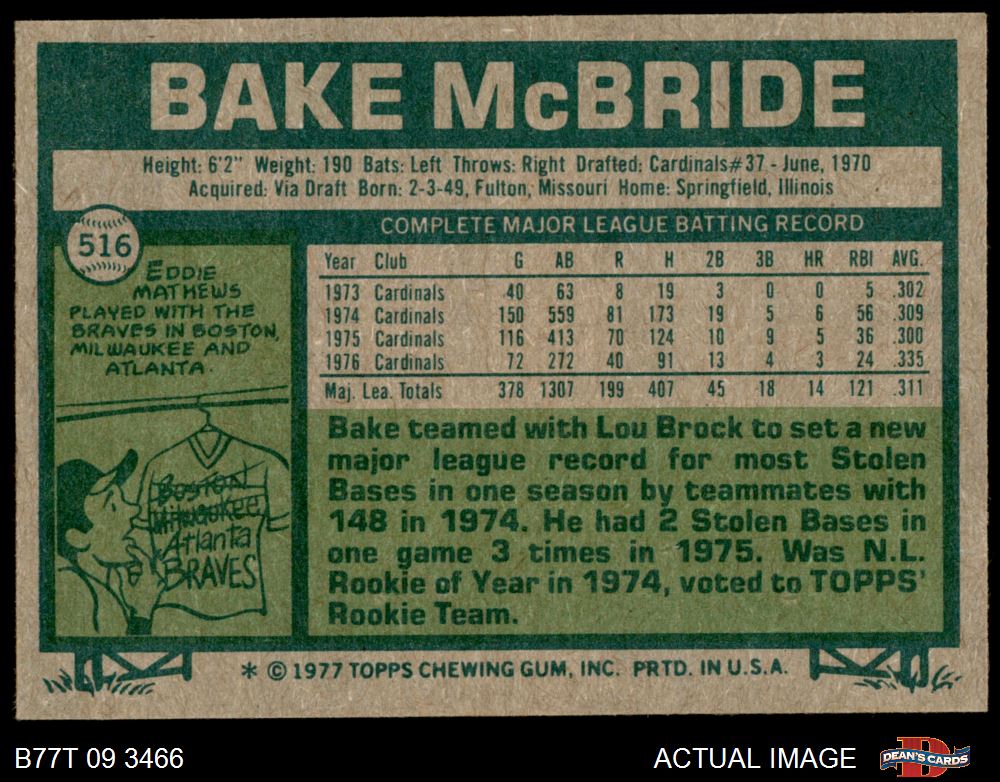 BAKE McBRIDE
Height: 6'2" Weight: 190 Bats: Left Throws: Right Drafted: Cardinals#37 - June, 1970
Acquired: Via Draft Born: 2-3-49, Fulton, Missouri Home: Springfield, Illinois
516
EDDIE
MATHEWS
PLAYED WITH THE
BRAVES IN BOSTON,
MILWAUKEE AND
ATLANTA.
Boston
Milwaukee
Atlanta
BRAVES
COMPLETE MAJOR LEAGUE BATTING RECORD
Year Club G AB R H 2B 3B HR RBI AVG.
1973 Cardinals 40 63 8 19 3 0 0 5 .302
1974 Cardinals 150 559 81 173 19 5 6 56 .309
1975 Cardinals 116 413 70 124 10 9 5 36 .300
1976 Cardinals 72 272 40 91 13 4 3 24 .335
Maj. Lea. Totals 378 1307 199 407 45 18 14 121 .311
Bake teamed with Lou Brock to set a new
major league record for most Stolen
Bases in one season by teammates with
148 in 1974. He had 2 Stolen Bases in
one game 3 times in 1975. Was N.L.
Rookie of Year in 1974, voted to TOPPS'
Rookie Team.
* © 1977 TOPPS CHEWING GUM, INC. PRTD. IN U.S.A.
B77T 09 3466
ACTUAL IMAGE
DEAN'S CARDS